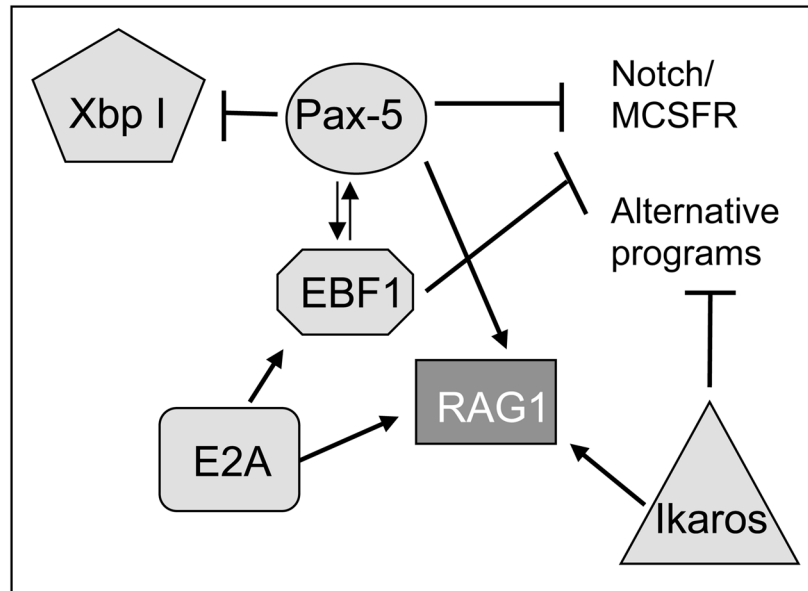 Xbp I
Pax-5
Notch/
MCSFR
Alternative
programs
EBF1
RAG1
E2A
Ikaros